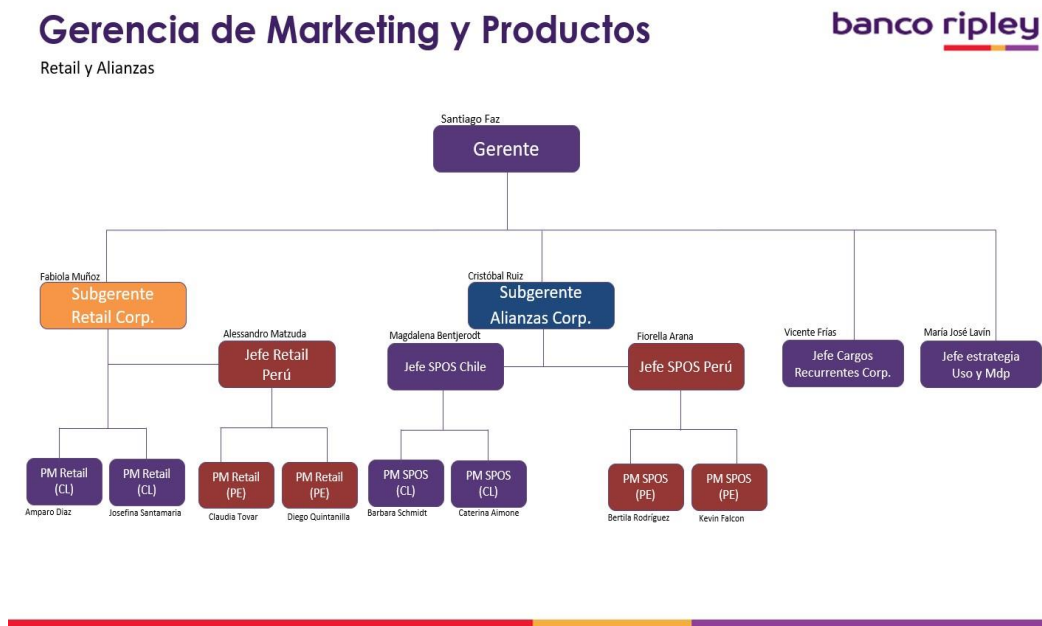 Gerencia de Marketing y Productos
banco ripley
Retail y Alianzas
Santiago Faz
Gerente
Fabiola Muñoz
Subgerente
Retail Corp.
Cristóbal Ruiz
Subgerente
Alianzas Corp.
Alessandro Matzuda
Jefe Retail
Perú
Magdalena Bentjerodt
Jefe SPOS Chile
Fiorella Arana
Jefe SPOS Perú
Vicente Frías
Jefe Cargos
Recurrentes Corp.
María José Lavín
Jefe estrategia
Uso y Mdp
PM Retail
(CL)
Amparo Diaz
PM Retail
(CL)
Josefina Santamaría
PM Retail
(PE)
Claudia Tovar
PM Retail
(PE)
Diego Quintanilla
PM SPOS
(CL)
Barbara Schmidt
PM SPOS
(CL)
Caterina Aimone
PM SPOS
(PE)
Bertila Rodríguez
PM SPOS
(PE)
Kevin Falcon